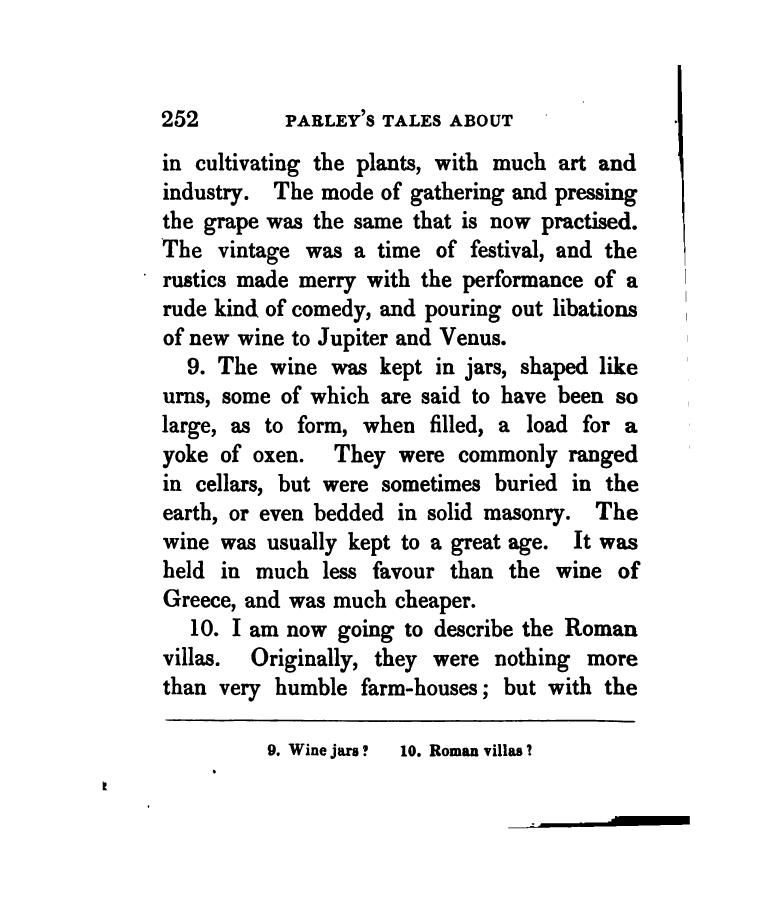 252 PARLEY'S TALES ABOUT
in cultivating the plants, with much art and
industry. The mode of gathering and pressing
the grape was the same that is now practised.
The vintage was a time of festival, and the
rustics made merry with the performance of a
rude kind of comedy, and pouring out libations
of new wine to Jupiter and Venus.
9. The wine was kept in jars, shaped like
urns, some of which are said to have been so
large, as to form, when filled, a load for a
yoke of oxen. They were commonly ranged
in cellars, but were sometimes buried in the
earth, or even bedded in solid masonry. The
wine was usually kept to a great age. It was
held in much less favour than the wine of
Greece, and was much cheaper.
10. I am now going to describe the Roman
villas. Originally, they were nothing more
than very humble farm-houses; but with the
9. Wine jars? 10. Roman villas?